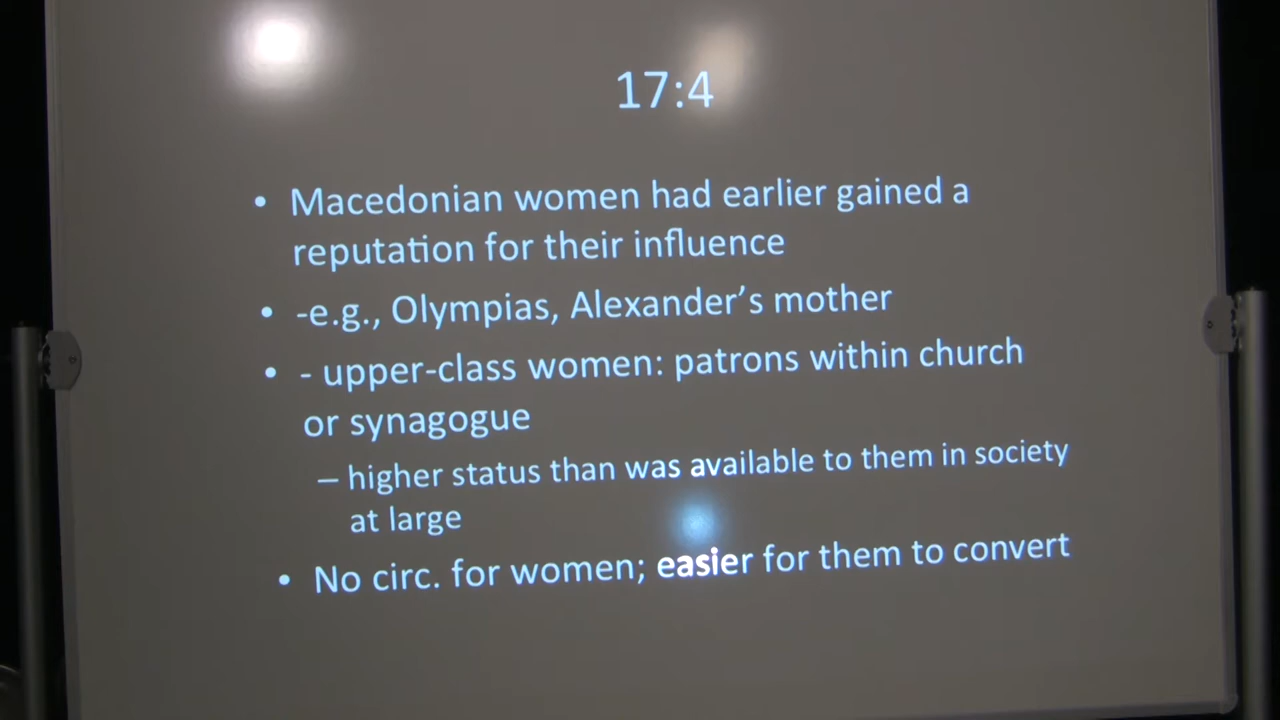 17:4
• Macedonian women had earlier gained a
reputation for their influence
• -e.g., Olympias, Alexander's mother
• - upper-class women: patrons within church
or synagogue
– higher status than was available to them in society
at large
• No circ. for women; easier for them to convert